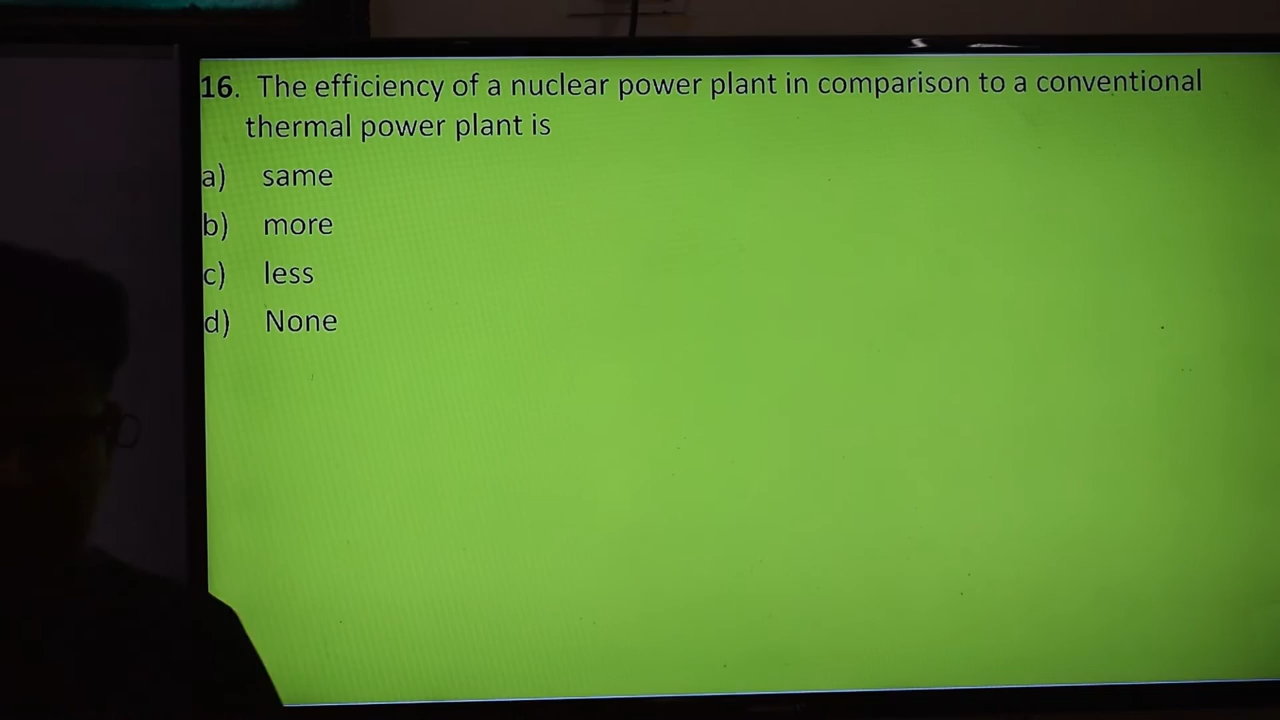 16. The efficiency of a nuclear power plant in comparison to a conventional
thermal power plant is
a) same
b) more
c) less
d) None